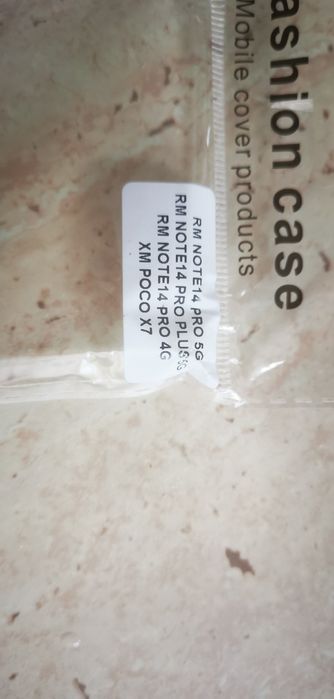 ashion case
Mobile cover products
RM NOTE14 PRO 5G
RM NOTE14 PRO PLUS 5G
RM NOTE14 PRO 4G
XM POCO X7